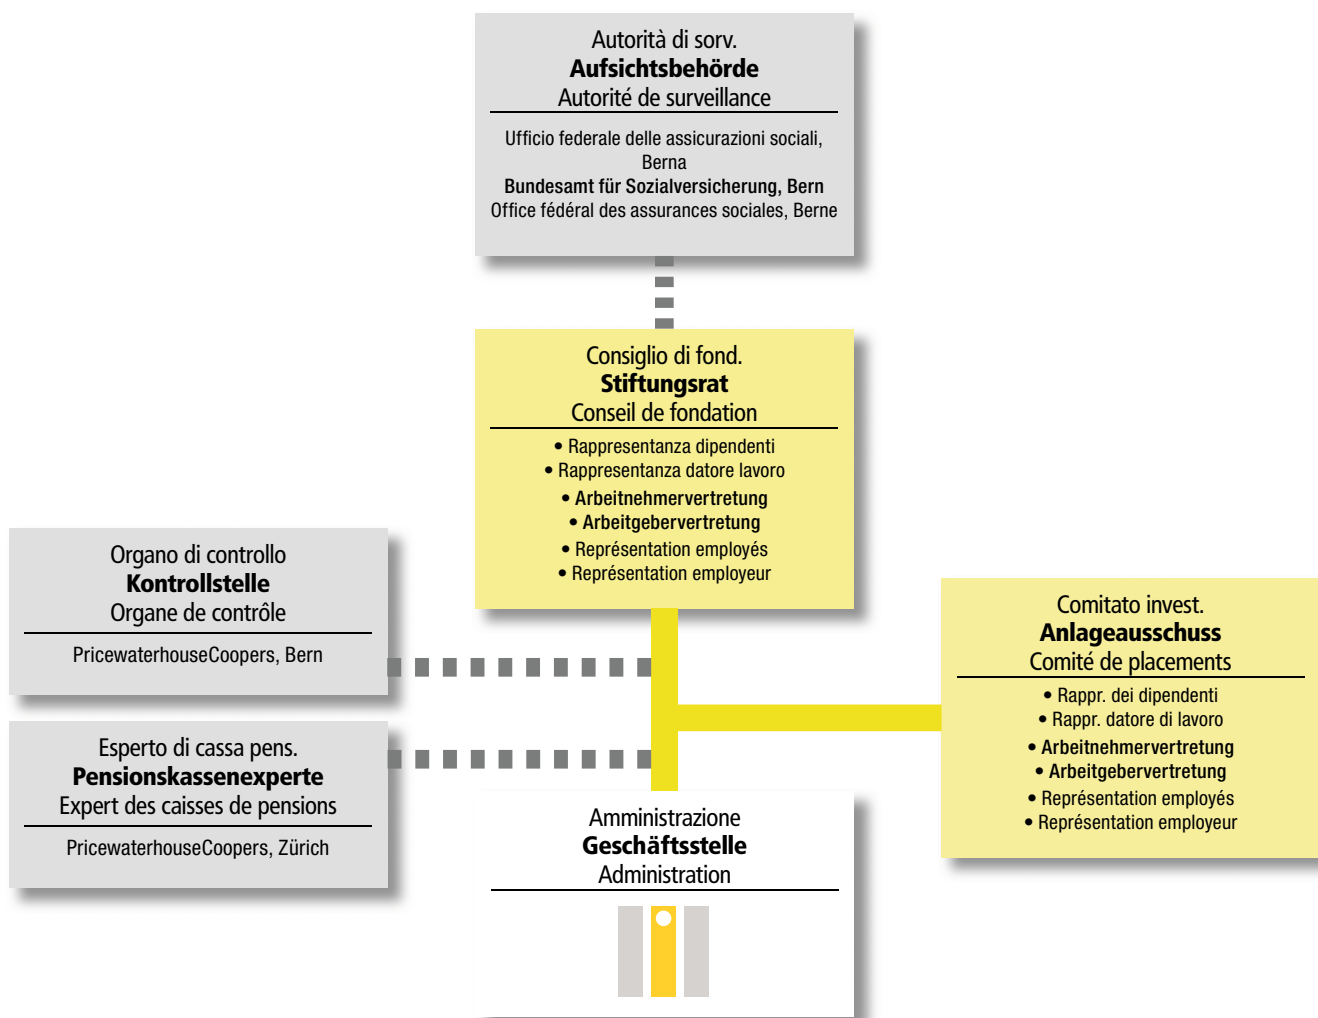 Autorità di sorv.
Aufsichtsbehörde
Autorité de surveillance
Ufficio federale delle assicurazioni sociali,
Berna
Bundesamt für Sozialversicherung, Bern
Office fédéral des assurances sociales, Berne
Consiglio di fond.
Stiftungsrat
Conseil de fondation
• Rappresentanza dipendenti
• Rappresentanza datore lavoro
• Arbeitnehmervertretung
• Arbeitgebervertretung
• Représentation employés
• Représentation employeur
Organo di controllo
Kontrollstelle
Organe de contrôle
PricewaterhouseCoopers, Bern
Esperto di cassa pens.
Pensionskassenexperte
Expert des caisses de pensions
PricewaterhouseCoopers, Zürich
Comitato invest.
Anlageausschuss
Comité de placements
• Rappr. dei dipendenti
• Rappr. datore di lavoro
• Arbeitnehmervertretung
• Arbeitgebervertretung
• Représentation employés
• Représentation employeur
Amministrazione
Geschäftsstelle
Administration